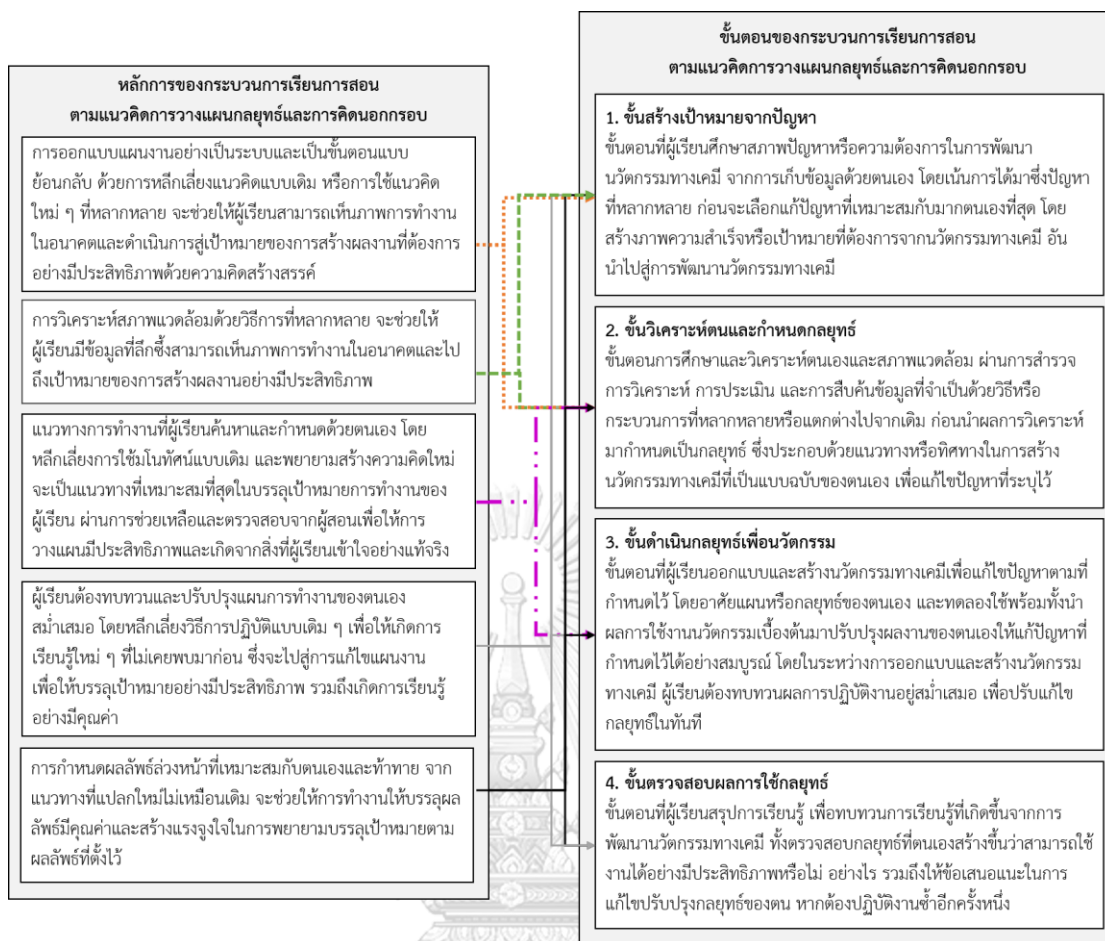 หลักการของกระบวนการเรียนการสอน
ตามแนวคิดการวางแผนกลยุทธ์และการคิดนอกกรอบ
การออกแบบแผนงานอย่างเป็นระบบและเป็นขั้นตอนแบบ
ย้อนกลับ ด้วยการหลีกเลี่ยงแนวคิดแบบเดิม หรือการใช้แนวคิด
ใหม่ ๆ ที่หลากหลาย จะช่วยให้ผู้เรียนสามารถเห็นภาพการทำงาน
ในอนาคตและดำเนินการสู่เป้าหมายของการสร้างผลงานที่ต้องการ
อย่างมีประสิทธิภาพด้วยความคิดสร้างสรรค์
การวิเคราะห์สภาพแวดล้อมด้วยวิธีการที่หลากหลาย จะช่วยให้
ผู้เรียนมีข้อมูลที่ลึกซึ้งสามารถเห็นภาพการทำงานในอนาคตและไป
ถึงเป้าหมายของการสร้างผลงานอย่างมีประสิทธิภาพ
แนวทางการทำงานที่ผู้เรียนค้นหาและกำหนดด้วยตนเอง โดย
หลีกเลี่ยงการใช้มโนทัศน์แบบเดิม และพยายามสร้างความคิดใหม่
จะเป็นแนวทางที่เหมาะสมที่สุดในบรรลุเป้าหมายการทำงานของ
ผู้เรียน ผ่านการช่วยเหลือและตรวจสอบจากผู้สอนเพื่อให้การ
วางแผนมีประสิทธิภาพและเกิดจากสิ่งที่ผู้เรียนเข้าใจอย่างแท้จริง
ผู้เรียนต้องทบทวนและปรับปรุงแผนการทำงานของตนเอง
สม่ำเสมอ โดยหลีกเลี่ยงวิธีการปฏิบัติแบบเดิม ๆ เพื่อให้เกิดการ
เรียนรู้ใหม่ ๆ ที่ไม่เคยพบมาก่อน ซึ่งจะไปสู่การแก้ไขแผนงาน
เพื่อให้บรรลุเป้าหมายอย่างมีประสิทธิภาพ รวมถึงเกิดการเรียนรู้
อย่างมีคุณค่า
การกำหนดผลลัพธ์ล่วงหน้าที่เหมาะสมกับตนเองและท้าทาย จาก
แนวทางที่แปลกใหม่ไม่เหมือนเดิม จะช่วยให้การทำงานให้บรรลุผล
ลัพธ์มีคุณค่าและสร้างแรงจูงใจในการพยายามบรรลุเป้าหมายตาม
ผลลัพธ์ที่ตั้งไว้
ขั้นตอนของกระบวนการเรียนการสอน
ตามแนวคิดการวางแผนกลยุทธ์และการคิดนอกกรอบ
1. ขั้นสร้างเป้าหมายจากปัญหา
ขั้นตอนที่ผู้เรียนศึกษาสภาพปัญหาหรือความต้องการในการพัฒนา
นวัตกรรมทางเคมี จากการเก็บข้อมูลด้วยตนเอง โดยเน้นการได้มาซึ่งปัญหา
ที่หลากหลาย ก่อนจะเลือกแก้ปัญหาที่เหมาะสมกับมากตนเองที่สุด โดย
สร้างภาพความสำเร็จหรือเป้าหมายที่ต้องการจากนวัตกรรมทางเคมี อัน
นำไปสู่การพัฒนานวัตกรรมทางเคมี
2. ขั้นวิเคราะห์ตนและกำหนดกลยุทธ์
ขั้นตอนการศึกษาและวิเคราะห์ตนเองและสภาพแวดล้อม ผ่านการสำรวจ
การวิเคราะห์ การประเมิน และการสืบค้นข้อมูลที่จำเป็นด้วยวิธีหรือ
กระบวนการที่หลากหลายหรือแตกต่างไปจากเดิม ก่อนนำผลการวิเคราะห์
มากำหนดเป็นกลยุทธ์ ซึ่งประกอบด้วยแนวทางหรือทิศทางในการสร้าง
นวัตกรรมทางเคมีที่เป็นแบบฉบับของตนเอง เพื่อแก้ไขปัญหาที่ระบุไว้
3. ขั้นดำเนินกลยุทธ์เพื่อนวัตกรรม
ขั้นตอนที่ผู้เรียนออกแบบและสร้างนวัตกรรมทางเคมีเพื่อแก้ไขปัญหาตามที่
กำหนดไว้ โดยอาศัยแผนหรือกลยุทธ์ของตนเอง และทดลองใช้พร้อมทั้งนำ
ผลการใช้งานนวัตกรรมเบื้องต้นมาปรับปรุงผลงานของตนเองให้แก้ปัญหาที่
กำหนดไว้ได้อย่างสมบูรณ์ โดยในระหว่างการออกแบบและสร้างนวัตกรรม
ทางเคมี ผู้เรียนต้องทบทวนผลการปฏิบัติงานอยู่สม่ำเสมอ เพื่อปรับแก้ไข
กลยุทธ์ในทันที
4. ขั้นตรวจสอบผลการใช้กลยุทธ์
ขั้นตอนที่ผู้เรียนสรุปการเรียนรู้ เพื่อทบทวนการเรียนรู้ที่เกิดขึ้นจากการ
พัฒนานวัตกรรมทางเคมี ทั้งตรวจสอบกลยุทธ์ที่ตนเองสร้างขึ้นว่าสามารถใช้
งานได้อย่างมีประสิทธิภาพหรือไม่ อย่างไร รวมถึงให้ข้อเสนอแนะในการ
แก้ไขปรับปรุงกลยุทธ์ของตน หากต้องปฏิบัติงานซ้ำอีกครั้งหนึ่ง